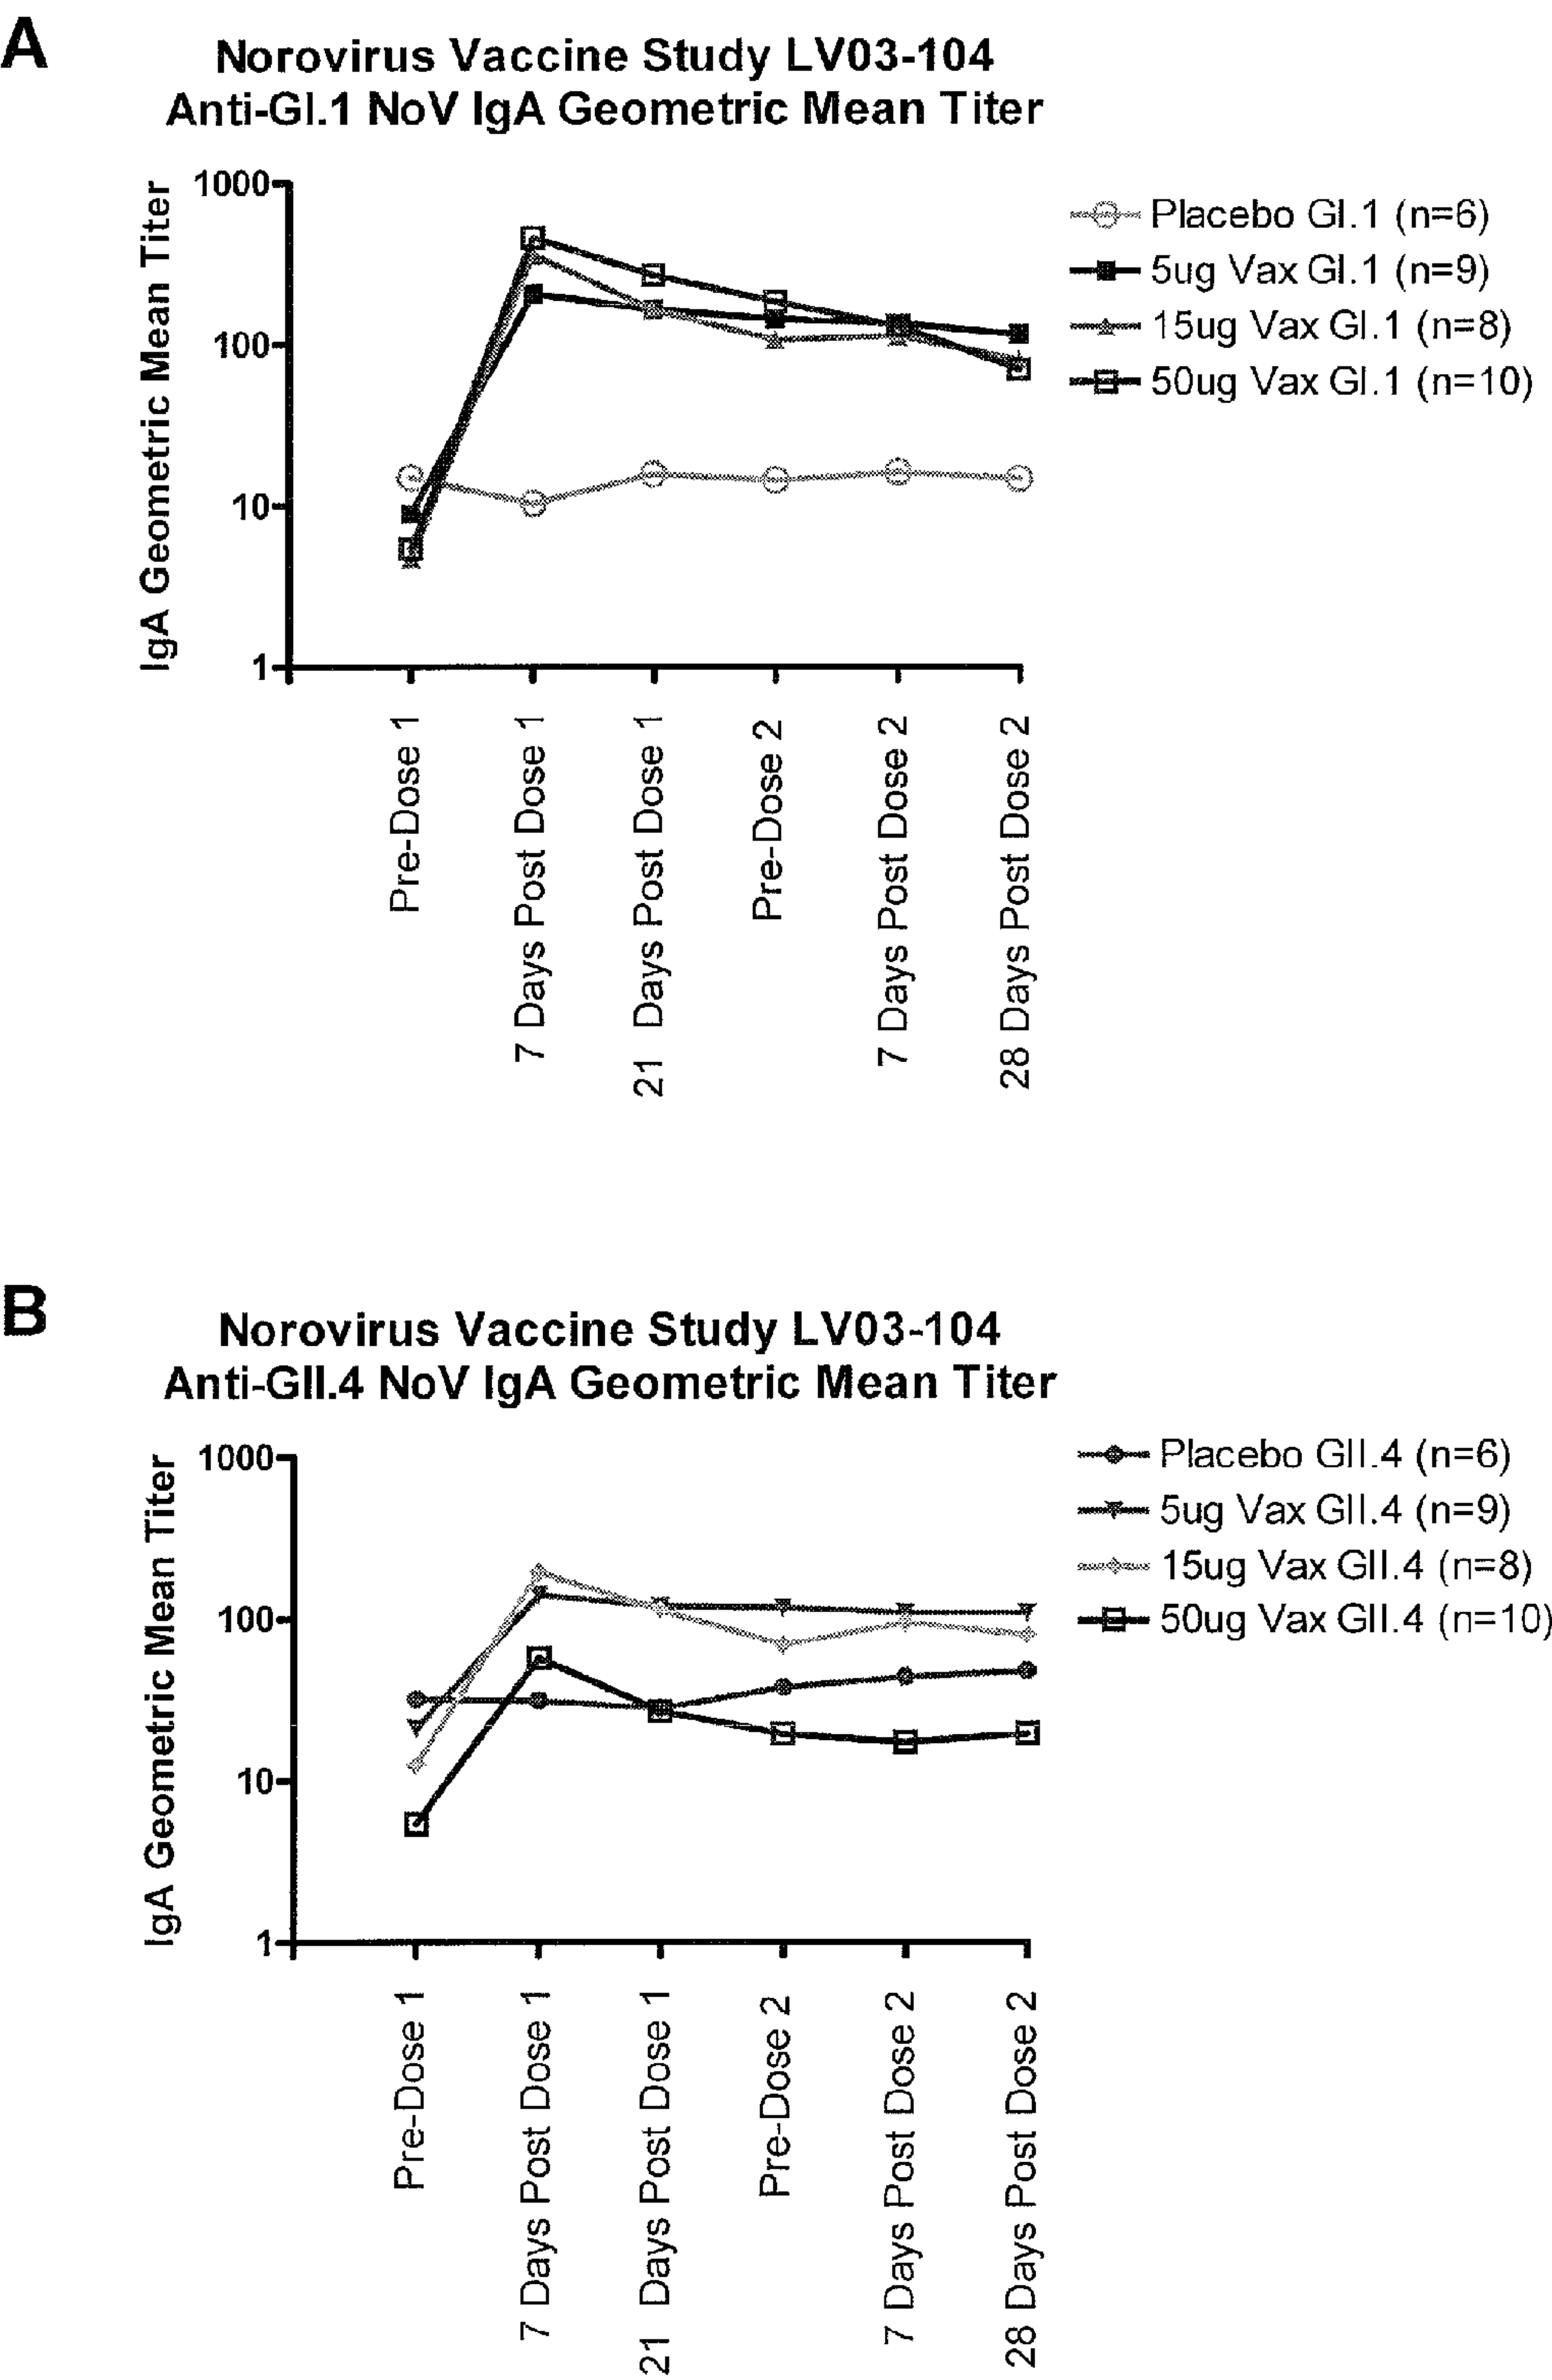 A
Norovirus Vaccine Study LV03-104
Anti-GI.1 NoV IgA Geometric Mean Titer
IgA Geometric Mean Titer
1000
100
10
1
Pre-Dose 1
7 Days Post Dose 1
21 Days Post Dose 1
Pre-Dose 2
7 Days Post Dose 2
28 Days Post Dose 2
Placebo GI.1 (n=6)
5ug Vax GI.1 (n=9)
15ug Vax GI.1 (n=8)
50ug Vax GI.1 (n=10)
B
Norovirus Vaccine Study LV03-104
Anti-GII.4 NoV IgA Geometric Mean Titer
IgA Geometric Mean Titer
1000
100
10
1
Pre-Dose 1
7 Days Post Dose 1
21 Days Post Dose 1
Pre-Dose 2
7 Days Post Dose 2
28 Days Post Dose 2
Placebo GII.4 (n=6)
5ug Vax GII.4 (n=9)
15ug Vax GII.4 (n=8)
50ug Vax GII.4 (n=10)